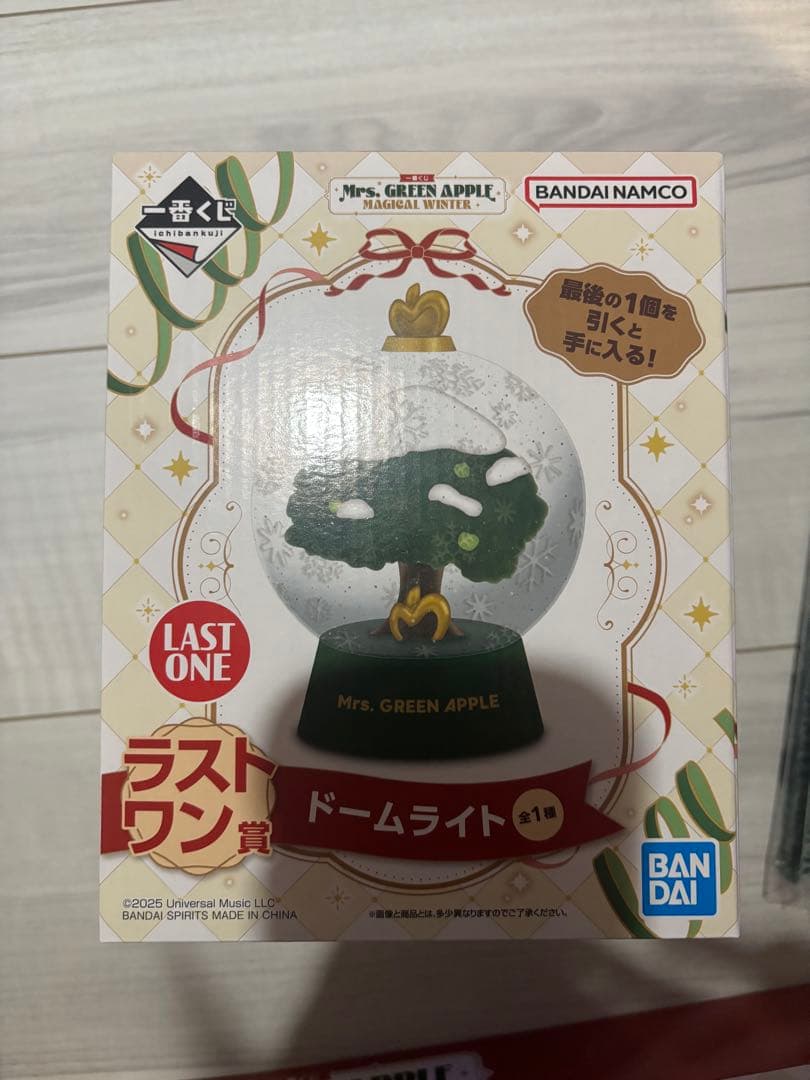 一番くじ
ichibankuji
一番くじ
Mrs. GREEN APPLE
MAGICAL WINTER
BANDAI NAMCO
最後の1個を
引くと
手に入る!
Mrs. GREEN APPLE
LAST
ONE
ラスト
ワン賞
ドームライト
全1種
BAN
DAI
©2025 Universal Music LLC
BANDAI SPIRITS MADE IN CHINA
※画像と商品とは、多少異なりますのでご了承ください。
APPLE